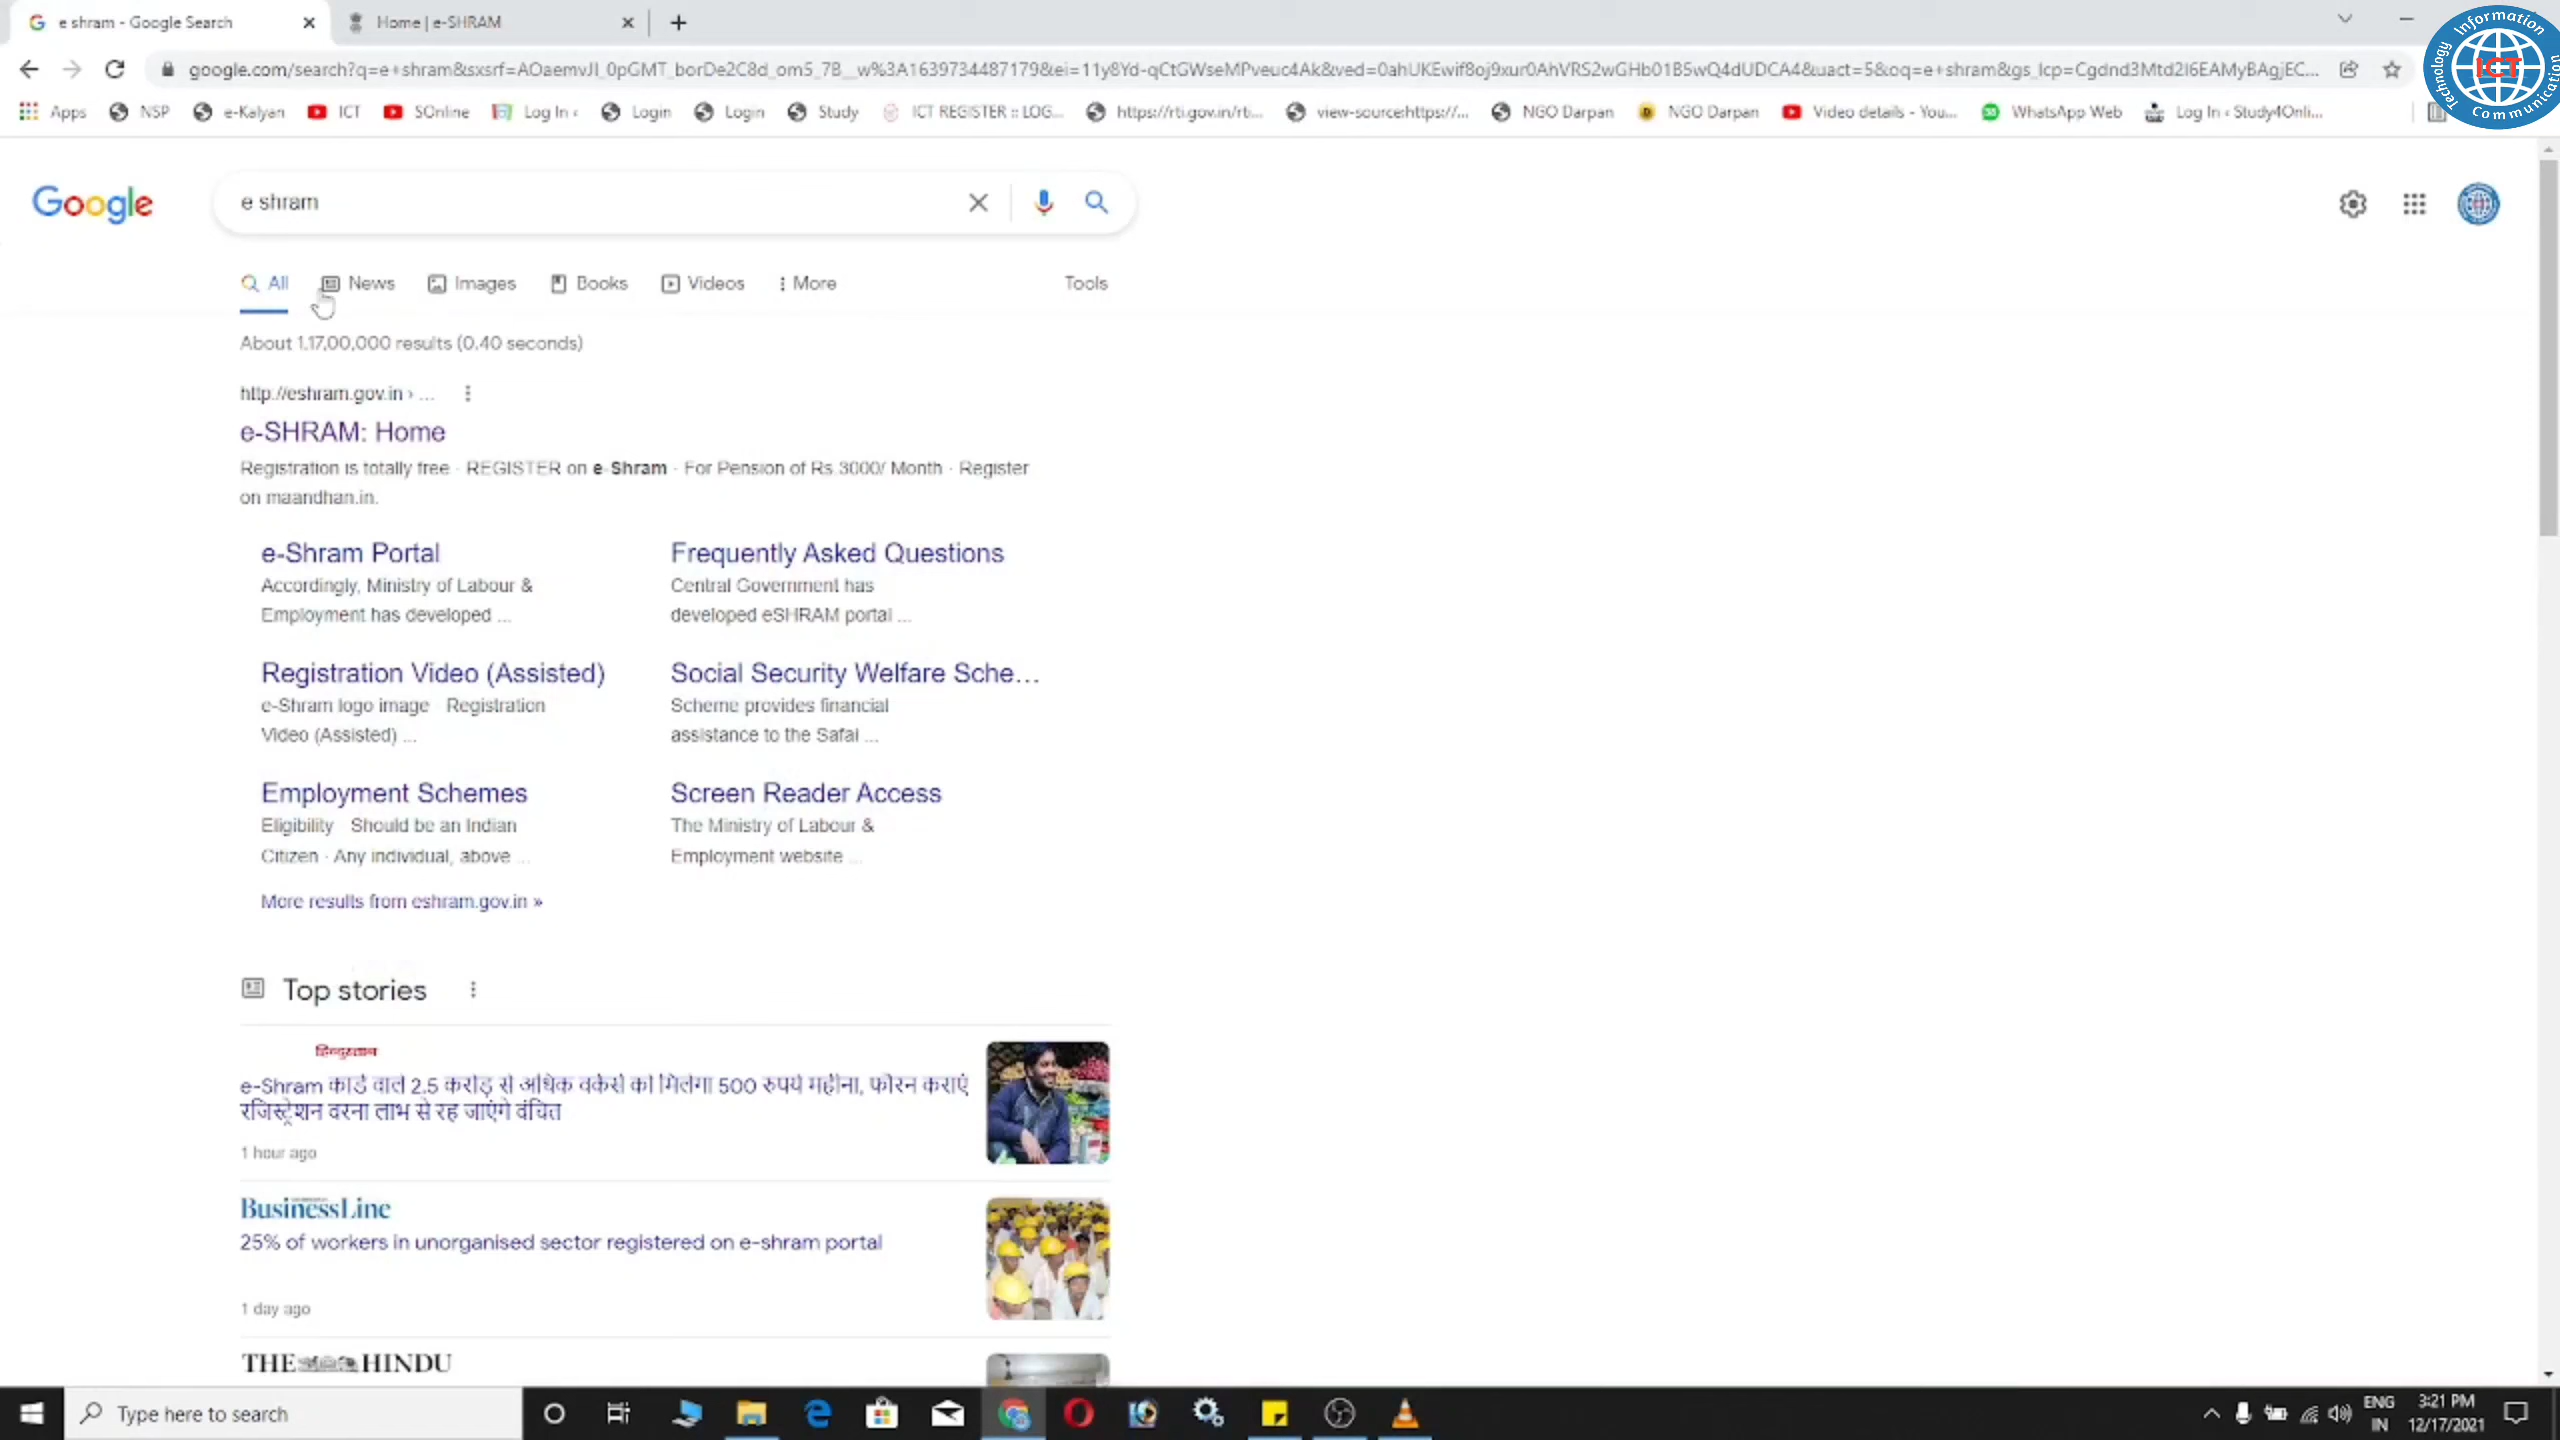 e shram - Google Search
Home | e-SHRAM
google.com/search?q=e+shram&sxsrf=AOaemvJl_0pGMT_borDe2C8d_om5_7B__w%3A1639734487179&ei=11y8Yd-qCtGWseMPveuc4Ak&ved=0ahUKEwif8oj9xur0AhVRS2wGHb01B5wQ4dUDCA4&uact=5&oq=e+shram&gs_lcp=Cgdnd3Mtd2l6EAMyBAgjEC...
Information Communication Technology
ICT
Apps NSP e-Kalyan ICT SOnline Log In ‹ Login Login Study ICT REGISTER :: LOG... https://rti.gov.in/rti... view-source:https://... NGO Darpan NGO Darpan Video details - You... WhatsApp Web Log In ‹ Study4Onli...
Google
e shram
All News Images Books Videos More Tools
About 1,17,00,000 results (0.40 seconds)
http://eshram.gov.in › ...
e-SHRAM: Home
Registration is totally free · REGISTER on e-Shram · For Pension of Rs.3000/ Month · Register
on maandhan.in.
e-Shram Portal
Accordingly, Ministry of Labour &
Employment has developed ...
Frequently Asked Questions
Central Government has
developed eSHRAM portal ...
Registration Video (Assisted)
e-Shram logo image · Registration
Video (Assisted) ...
Social Security Welfare Sche...
Scheme provides financial
assistance to the Safai ...
Employment Schemes
Eligibility · Should be an Indian
Citizen · Any individual, above ...
Screen Reader Access
The Ministry of Labour &
Employment website ...
More results from eshram.gov.in »
Top stories
हिन्दुस्तान
e-Shram कार्ड वाले 2.5 करोड़ से अधिक वर्कर्स को मिलेगा 500 रुपये महीना, फौरन कराएं
रजिस्ट्रेशन वरना लाभ से रह जाएंगे वंचित
1 hour ago
BusinessLine
25% of workers in unorganised sector registered on e-shram portal
1 day ago
THE HINDU
Type here to search
ENG
IN
3:21 PM
12/17/2021